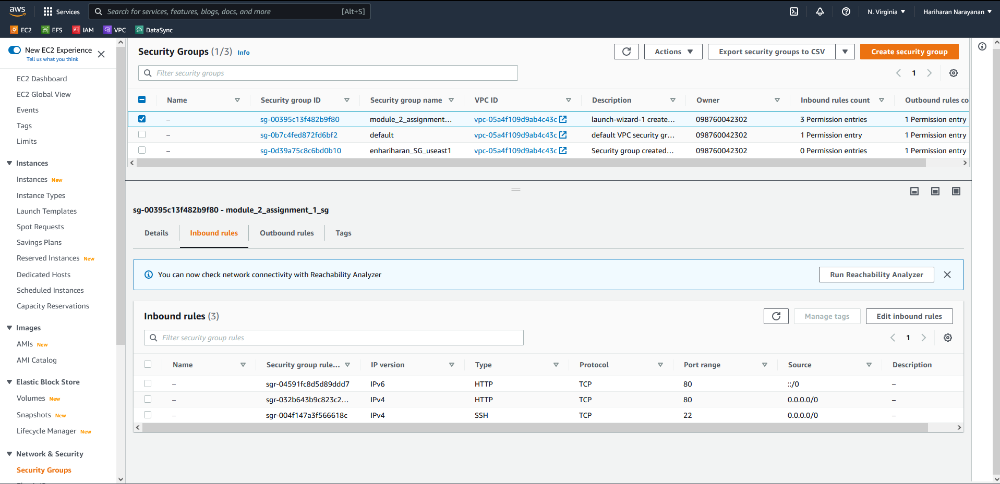 aws
Services
Search for services, features, blogs, docs, and more
[Alt+S]
N. Virginia
Hariharan Narayanan
EC2
EFS
IAM
VPC
DataSync
New EC2 Experience
Tell us what you think
EC2 Dashboard
EC2 Global View
Events
Tags
Limits
Instances
Instances New
Instance Types
Launch Templates
Spot Requests
Savings Plans
Reserved Instances New
Dedicated Hosts
Scheduled Instances
Capacity Reservations
Images
AMIs New
AMI Catalog
Elastic Block Store
Volumes New
Snapshots New
Lifecycle Manager New
Network & Security
Security Groups
Security Groups (1/3) Info
Actions
Export security groups to CSV
Create security group
Filter security groups
1
Name Security group ID Security group name VPC ID Description Owner Inbound rules count Outbound rules co
– sg-00395c13f482b9f80 module_2_assignment... vpc-05a4f109d9ab4c43c launch-wizard-1 create... 098760042302 3 Permission entries 1 Permission entry
– sg-0b7c4fed872fd6bf2 default vpc-05a4f109d9ab4c43c default VPC security gr... 098760042302 1 Permission entry 1 Permission entry
– sg-0d39a75c8c6bd0b10 enhariharan_SG_useast1 vpc-05a4f109d9ab4c43c Security group created... 098760042302 0 Permission entries 1 Permission entry
sg-00395c13f482b9f80 - module_2_assignment_1_sg
Details
Inbound rules
Outbound rules
Tags
You can now check network connectivity with Reachability Analyzer
Run Reachability Analyzer
Inbound rules (3)
Manage tags
Edit inbound rules
Filter security group rules
1
Name Security group rule... IP version Type Protocol Port range Source Description
– sgr-04591fc8d5d89ddd7 IPv6 HTTP TCP 80 ::/0 –
– sgr-032b643b9c823c2... IPv4 HTTP TCP 80 0.0.0.0/0 –
– sgr-004f147a3f566618c IPv4 SSH TCP 22 0.0.0.0/0 –